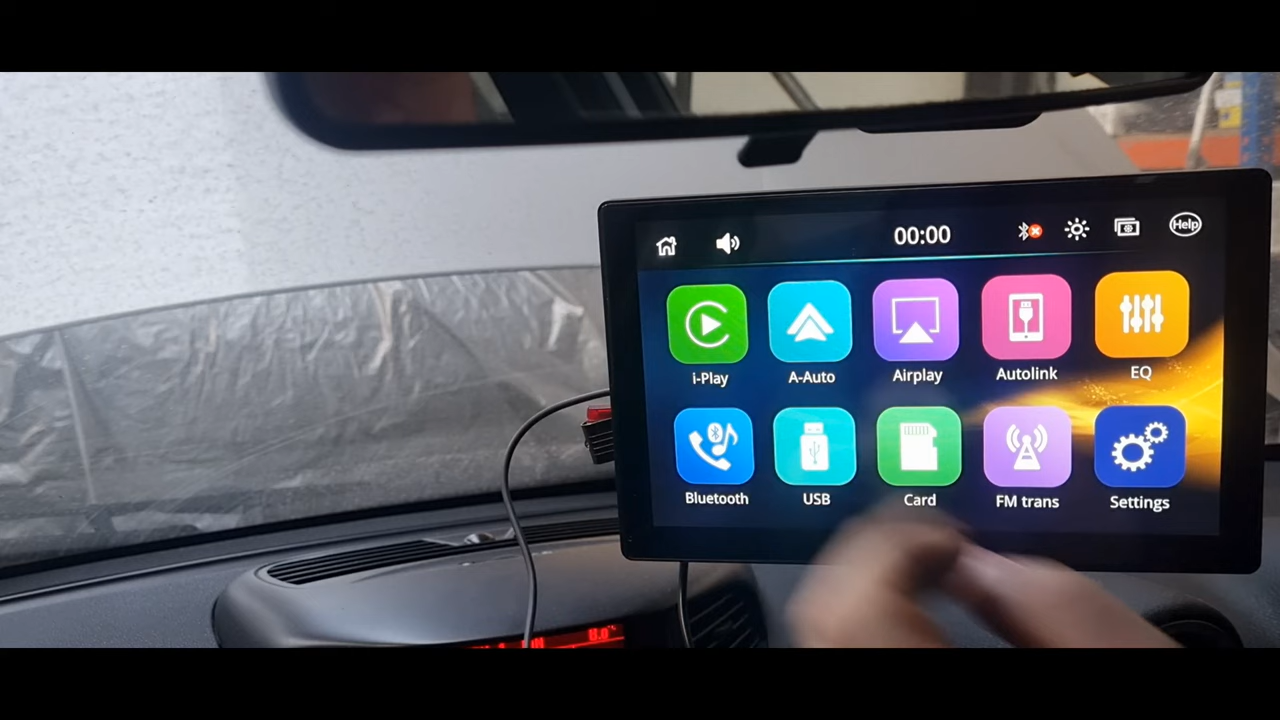 00:00
Help
i-Play
A-Auto
Airplay
Autolink
EQ
Bluetooth
USB
Card
FM trans
Settings